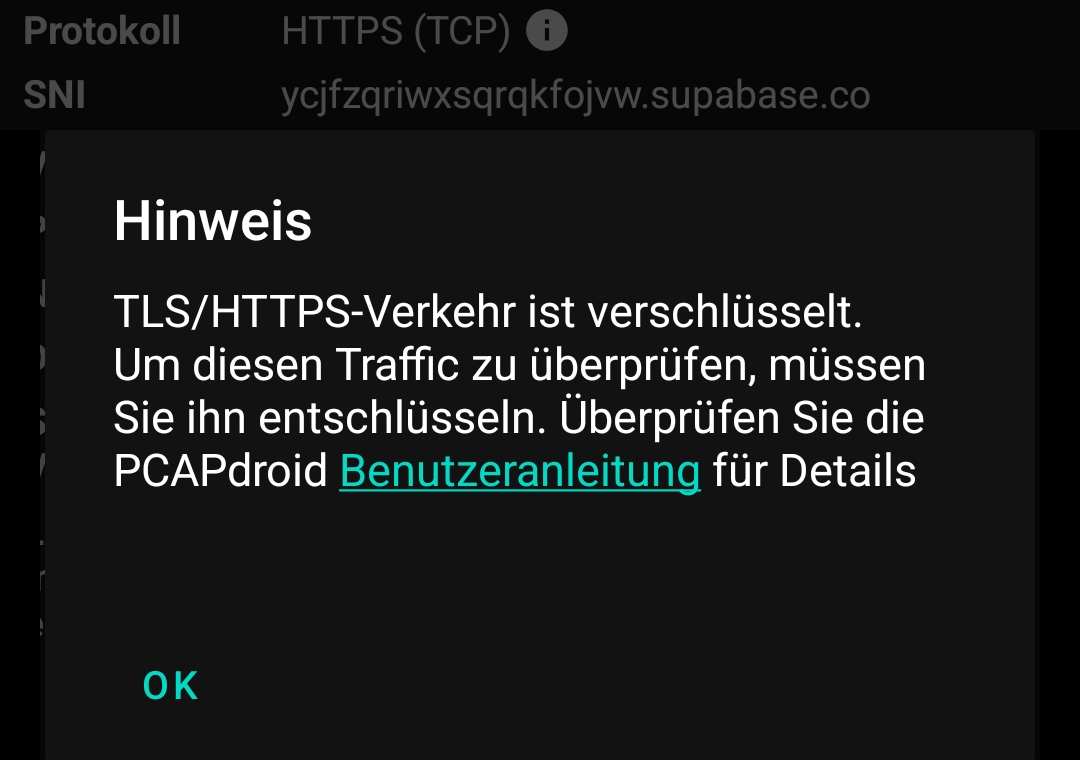 Protokoll HTTPS (TCP)
SNI ycjfzqriwxsqrqkfojvw.supabase.co
Hinweis
TLS/HTTPS-Verkehr ist verschlüsselt.
Um diesen Traffic zu überprüfen, müssen
Sie ihn entschlüsseln. Überprüfen Sie die
PCAPdroid Benutzeranleitung für Details
OK